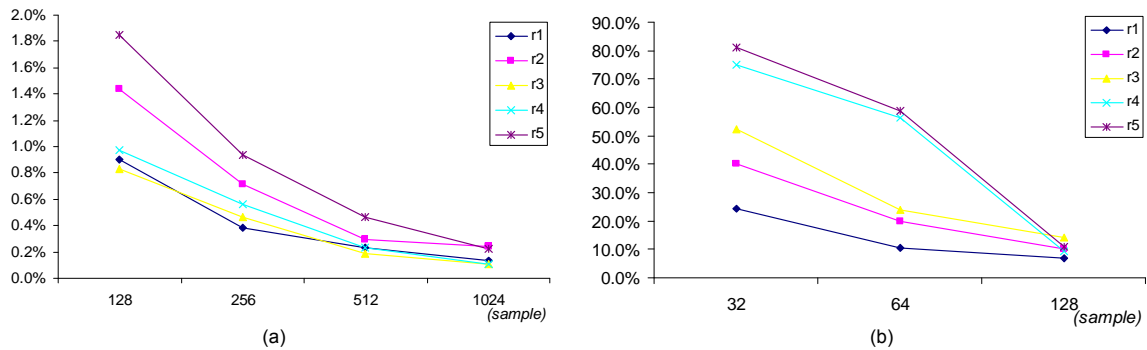 2.0%
1.8%
1.6%
1.4%
1.2%
1.0%
0.8%
0.6%
0.4%
0.2%
0.0%
128 256 512 1024
(sample)
r1
r2
r3
r4
r5
(a)
90.0%
80.0%
70.0%
60.0%
50.0%
40.0%
30.0%
20.0%
10.0%
0.0%
32 64 128
(sample)
r1
r2
r3
r4
r5
(b)